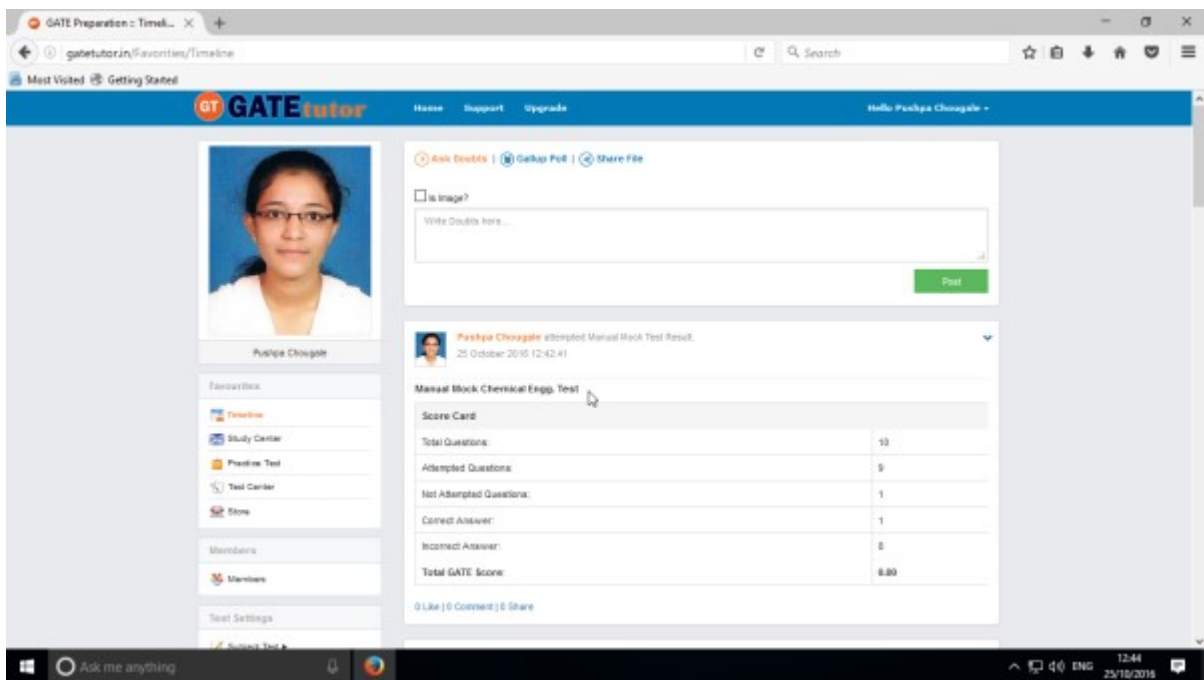 GATE Preparation :: Timeli...
gatetutor.in/Favorities/Timeline
Search
Most Visited Getting Started
GT GATEtutor Home Support Upgrade Hello Pushpa Chougale
Ask Doubts | Gallup Poll | Share File
Is Image?
Write Doubts here...
Post
Pushpa Chougale
Pushpa Chougale attempted Manual Mock Test Result.
25 October 2016 12:42:41
Favourites
Timeline
Study Center
Practice Test
Test Center
Store
Members
Members
Test Settings
Subject Test
Manual Mock Chemical Engg. Test
Score Card
Total Questions: 10
Attempted Questions: 9
Not Attempted Questions: 1
Correct Answer: 1
Incorrect Answer:
Total GATE Score:
0 Like | 0 Comment | 0 Share
Ask me anything
ENG
12:44
25/10/2016